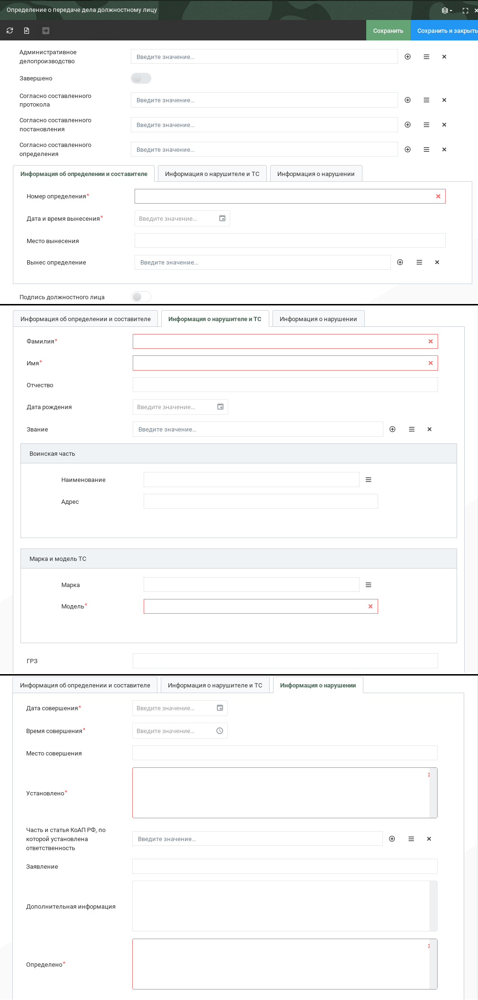 Определение о передаче дела должностному лицу
Сохранить
Сохранить и закрыть
Административное
делопроизводство
Введите значение...
Завершено
Согласно составленного
протокола
Введите значение...
Согласно составленного
постановления
Введите значение...
Согласно составленного
определения
Введите значение...
Информация об определении и составителе
Информация о нарушителе и ТС
Информация о нарушении
Номер определения*
Дата и время вынесения*
Введите значение...
Место вынесения
Вынес определение
Введите значение...
Подпись должностного лица
Информация об определении и составителе
Информация о нарушителе и ТС
Информация о нарушении
Фамилия*
Имя*
Отчество
Дата рождения
Введите значение...
Звание
Введите значение...
Воинская часть
Наименование
Адрес
Марка и модель ТС
Марка
Модель*
ГРЗ
Информация об определении и составителе
Информация о нарушителе и ТС
Информация о нарушении
Дата совершения*
Введите значение...
Время совершения*
Введите значение...
Место совершения
Установлено*
Часть и статья КоАП РФ, по
которой установлена
ответственность
Введите значение...
Заявление
Дополнительная информация
Определено*